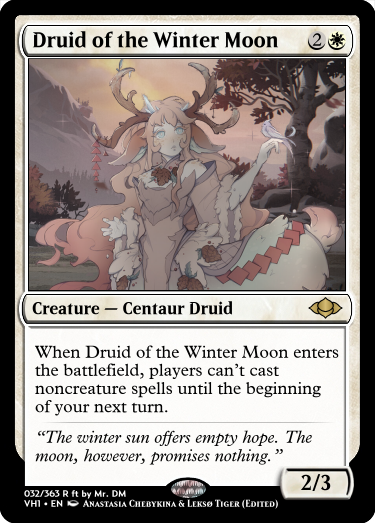 Druid of the Winter Moon 2
Creature — Centaur Druid
When Druid of the Winter Moon enters
the battlefield, players can't cast
noncreature spells until the beginning
of your next turn.
“The winter sun offers empty hope. The
moon, however, promises nothing.”
2/3
032/363 R ft by Mr. DM
VH1 • EN Anastasia Chebykina & Leksø Tiger (Edited)